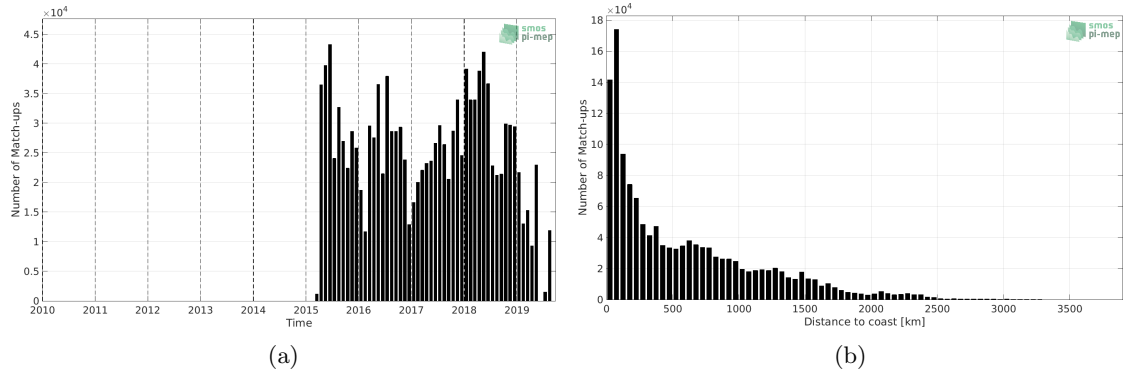 ×10⁴
4.5
4
3.5
3
2.5
2
1.5
1
0.5
0
Number of Match-ups
2010 2011 2012 2013 2014 2015 2016 2017 2018 2019
Time
smos
pi-mep
(a)
×10⁴
18
16
14
12
10
8
6
4
2
0
Number of Match-ups
0 500 1000 1500 2000 2500 3000 3500
Distance to coast [km]
smos
pi-mep
(b)